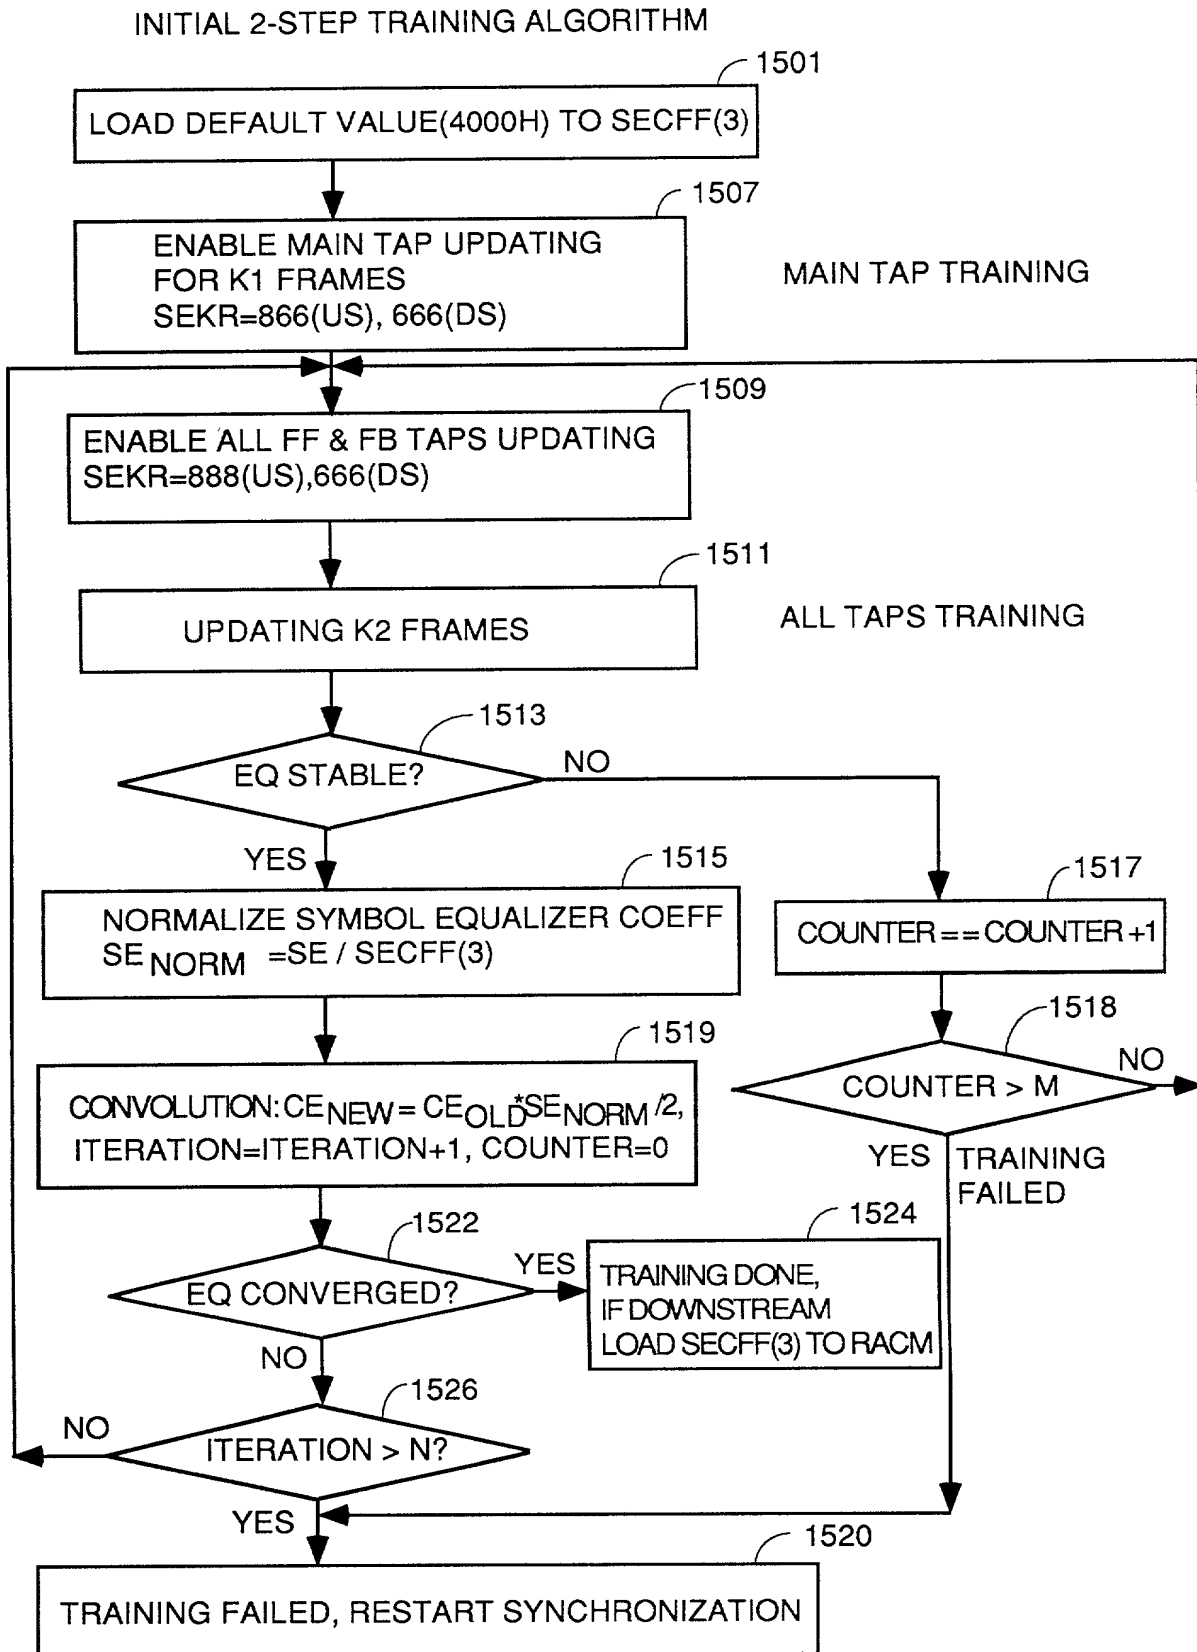 INITIAL 2-STEP TRAINING ALGORITHM
1501
LOAD DEFAULT VALUE(4000H) TO SECFF(3)
1507
ENABLE MAIN TAP UPDATING
FOR K1 FRAMES
SEKR=866(US), 666(DS)
MAIN TAP TRAINING
1509
ENABLE ALL FF & FB TAPS UPDATING
SEKR=888(US),666(DS)
1511
UPDATING K2 FRAMES
ALL TAPS TRAINING
1513
EQ STABLE?
NO
YES
1515
NORMALIZE SYMBOL EQUALIZER COEFF
SE NORM =SE / SECFF(3)
1517
COUNTER==COUNTER+1
1519
CONVOLUTION:CE NEW = CE OLD*SE NORM /2,
ITERATION=ITERATION+1, COUNTER=0
1518
COUNTER > M
NO
YES
TRAINING
FAILED
1522
EQ CONVERGED?
YES
NO
1524
TRAINING DONE,
IF DOWNSTREAM
LOAD SECFF(3) TO RACM
1526
ITERATION > N?
NO
YES
1520
TRAINING FAILED, RESTART SYNCHRONIZATION